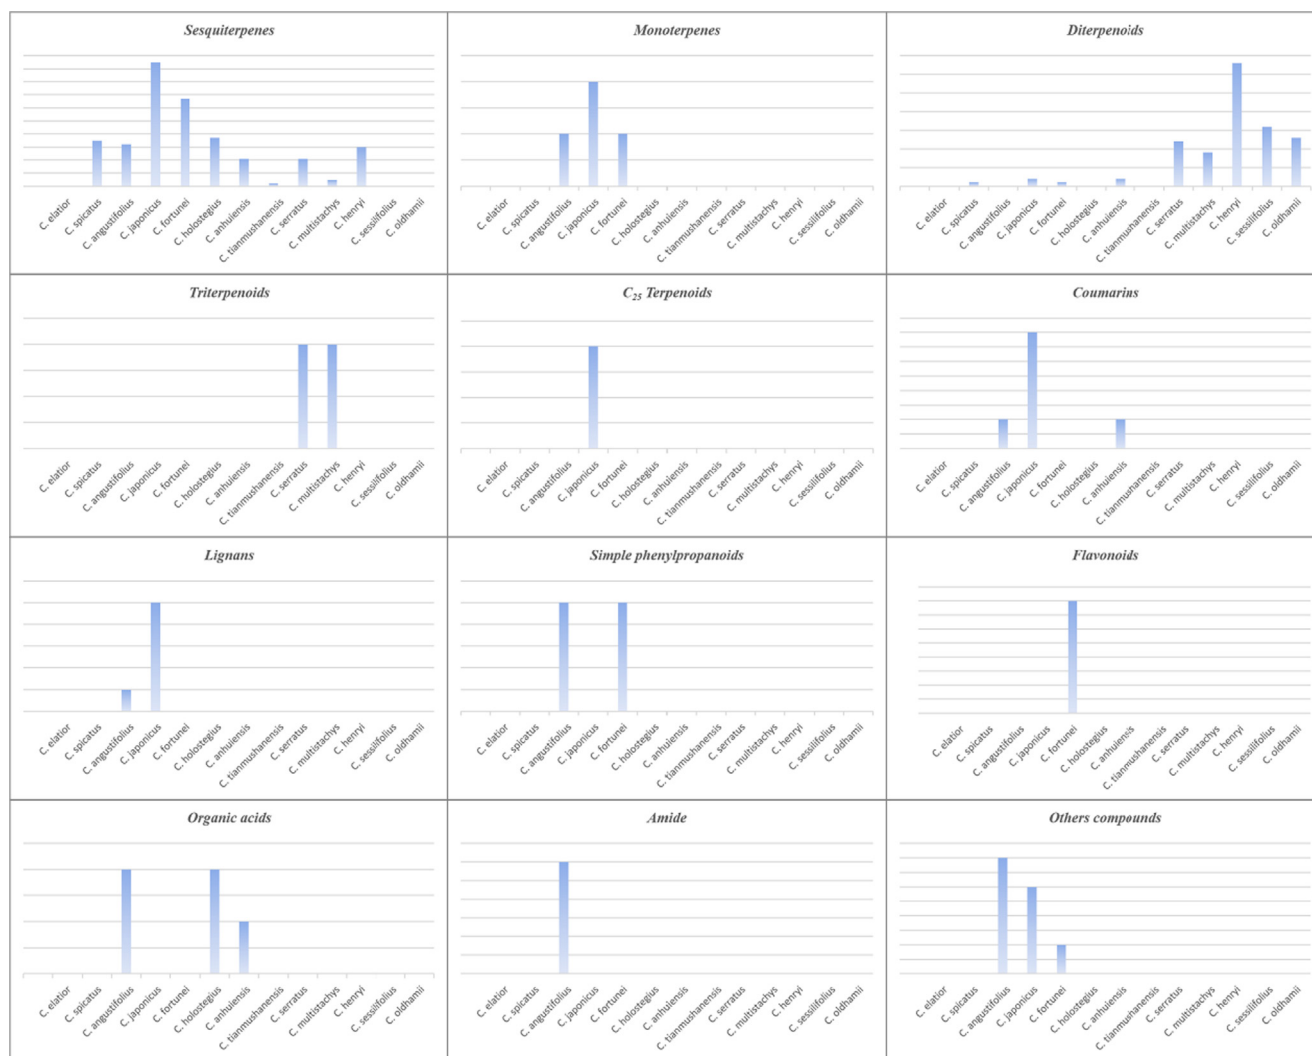 Sesquiterpenes
C. elatior
C. spicatus
C. angustifolius
C. japonicus
C. fortunei
C. holostegius
C. anhuiensis
C. tianmushanensis
C. serratus
C. multistachys
C. henryi
C. sessilifolius
C. oldhamii
Monoterpenes
C. elatior
C. spicatus
C. angustifolius
C. japonicus
C. fortunei
C. holostegius
C. anhuiensis
C. tianmushanensis
C. serratus
C. multistachys
C. henryi
C. sessilifolius
C. oldhamii
Diterpenoids
C. elatior
C. spicatus
C. angustifolius
C. japonicus
C. fortunei
C. holostegius
C. anhuiensis
C. tianmushanensis
C. serratus
C. multistachys
C. henryi
C. sessilifolius
C. oldhamii
Triterpenoids
C. elatior
C. spicatus
C. angustifolius
C. japonicus
C. fortunei
C. holostegius
C. anhuiensis
C. tianmushanensis
C. serratus
C. multistachys
C. henryi
C. sessilifolius
C. oldhamii
C₂₅ Terpenoids
C. elatior
C. spicatus
C. angustifolius
C. japonicus
C. fortunei
C. holostegius
C. anhuiensis
C. tianmushanensis
C. serratus
C. multistachys
C. henryi
C. sessilifolius
C. oldhamii
Coumarins
C. elatior
C. spicatus
C. angustifolius
C. japonicus
C. fortunei
C. holostegius
C. anhuiensis
C. tianmushanensis
C. serratus
C. multistachys
C. henryi
C. sessilifolius
C. oldhamii
Lignans
C. elatior
C. spicatus
C. angustifolius
C. japonicus
C. fortunei
C. holostegius
C. anhuiensis
C. tianmushanensis
C. serratus
C. multistachys
C. henryi
C. sessilifolius
C. oldhamii
Simple phenylpropanoids
C. elatior
C. spicatus
C. angustifolius
C. japonicus
C. fortunei
C. holostegius
C. anhuiensis
C. tianmushanensis
C. serratus
C. multistachys
C. henryi
C. sessilifolius
C. oldhamii
Flavonoids
C. elatior
C. spicatus
C. angustifolius
C. japonicus
C. fortunei
C. holostegius
C. anhuiensis
C. tianmushanensis
C. serratus
C. multistachys
C. henryi
C. sessilifolius
C. oldhamii
Organic acids
C. elatior
C. spicatus
C. angustifolius
C. japonicus
C. fortunei
C. holostegius
C. anhuiensis
C. tianmushanensis
C. serratus
C. multistachys
C. henryi
C. sessilifolius
C. oldhamii
Amide
C. elatior
C. spicatus
C. angustifolius
C. japonicus
C. fortunei
C. holostegius
C. anhuiensis
C. tianmushanensis
C. serratus
C. multistachys
C. henryi
C. sessilifolius
C. oldhamii
Others compounds
C. elatior
C. spicatus
C. angustifolius
C. japonicus
C. fortunei
C. holostegius
C. anhuiensis
C. tianmushanensis
C. serratus
C. multistachys
C. henryi
C. sessilifolius
C. oldhamii